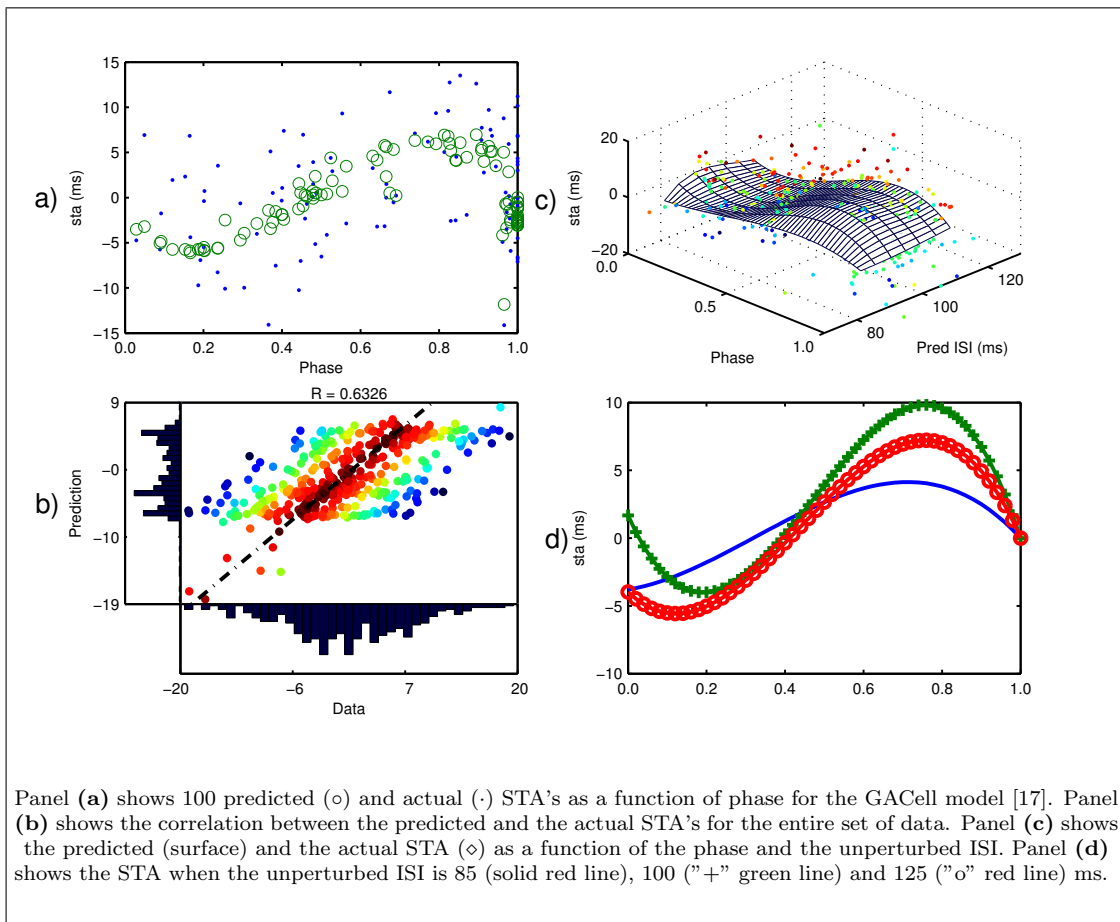 15
10
5
0
−5
−10
−15
0.0 0.2 0.4 0.6 0.8 1.0
sta (ms)
Phase
a)
20
0
−20
0.0
0.5
1.0
80
100
120
sta (ms)
Phase
Pred ISI (ms)
c)
R = 0.6326
9
−0
−10
−19
Prediction
b)
−20 −6 7 20
Data
10
5
0
−5
−10
sta (ms)
d)
0.0 0.2 0.4 0.6 0.8 1.0
Panel (a) shows 100 predicted (○) and actual (·) STA's as a function of phase for the GACell model [17]. Panel
(b) shows the correlation between the predicted and the actual STA's for the entire set of data. Panel (c) shows
the predicted (surface) and the actual STA (⋄) as a function of the phase and the unperturbed ISI. Panel (d)
shows the STA when the unperturbed ISI is 85 (solid red line), 100 ("+" green line) and 125 ("o" red line) ms.